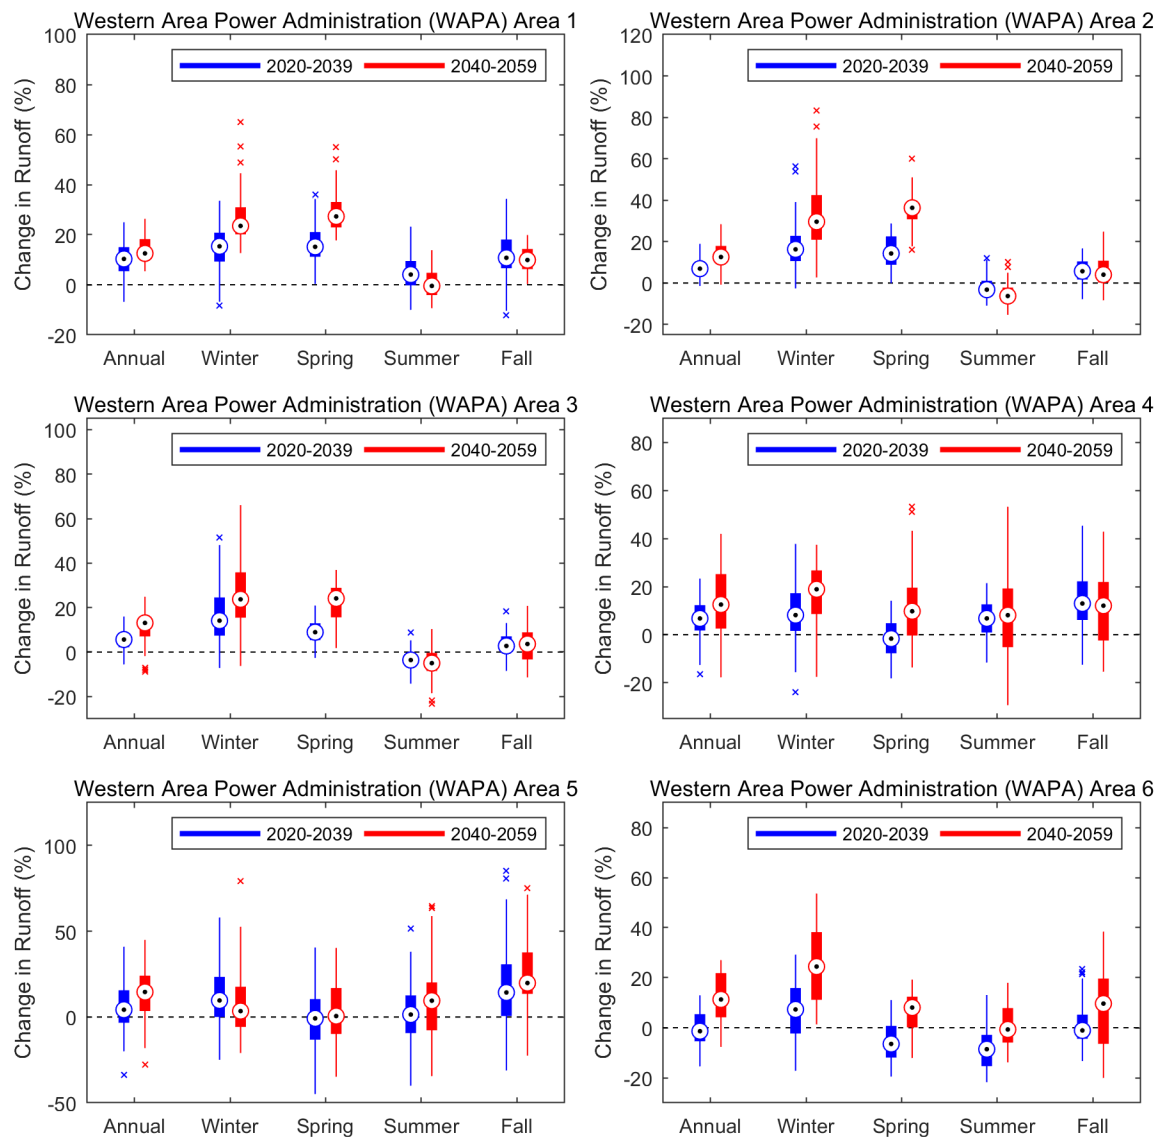 Western Area Power Administration (WAPA) Area 1
Change in Runoff (%)
100
80
60
40
20
0
-20
2020-2039 2040-2059
Annual Winter Spring Summer Fall
Western Area Power Administration (WAPA) Area 2
Change in Runoff (%)
120
100
80
60
40
20
0
-20
2020-2039 2040-2059
Annual Winter Spring Summer Fall
Western Area Power Administration (WAPA) Area 3
Change in Runoff (%)
100
80
60
40
20
0
-20
2020-2039 2040-2059
Annual Winter Spring Summer Fall
Western Area Power Administration (WAPA) Area 4
Change in Runoff (%)
80
60
40
20
0
-20
2020-2039 2040-2059
Annual Winter Spring Summer Fall
Western Area Power Administration (WAPA) Area 5
Change in Runoff (%)
100
50
0
-50
2020-2039 2040-2059
Annual Winter Spring Summer Fall
Western Area Power Administration (WAPA) Area 6
Change in Runoff (%)
80
60
40
20
0
-20
2020-2039 2040-2059
Annual Winter Spring Summer Fall